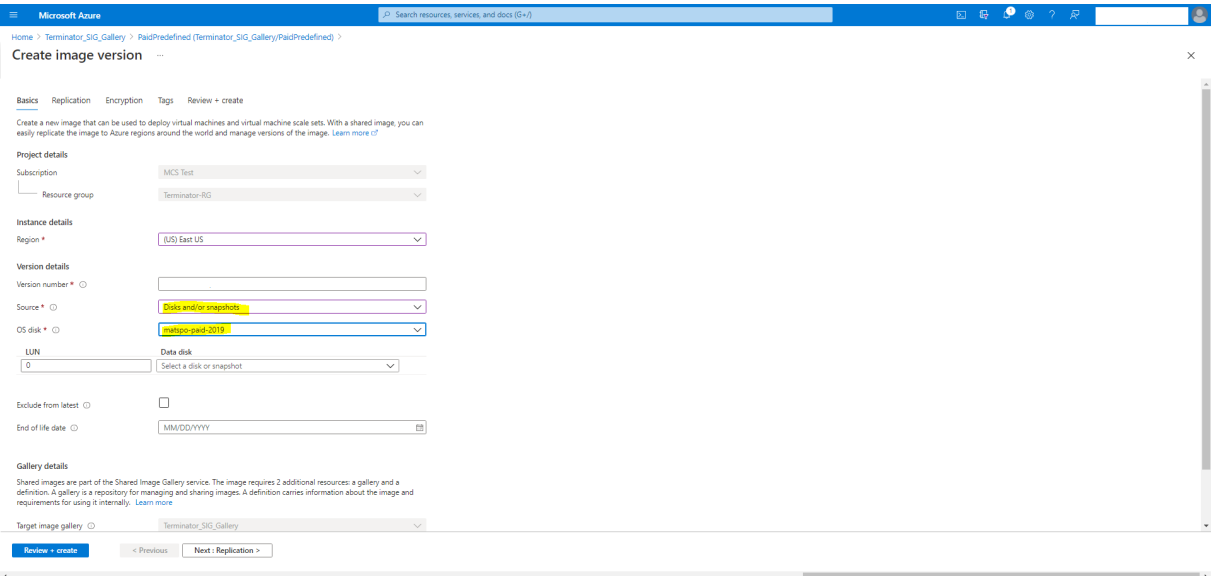 Microsoft Azure
Search resources, services, and docs (G+/)
Home > Terminator_SIG_Gallery > PaidPredefined (Terminator_SIG_Gallery/PaidPredefined) >
Create image version ...
Basics Replication Encryption Tags Review + create
Create a new image that can be used to deploy virtual machines and virtual machine scale sets. With a shared image, you can
easily replicate the image to Azure regions around the world and manage versions of the image. Learn more
Project details
Subscription MCS Test
Resource group Terminator-RG
Instance details
Region * (US) East US
Version details
Version number *
Source * Disks and/or snapshots
OS disk * matspo-paid-2019
LUN Data disk
0 Select a disk or snapshot
Exclude from latest
End of life date MM/DD/YYYY
Gallery details
Shared images are part of the Shared Image Gallery service. The image requires 2 additional resources: a gallery and a
definition. A gallery is a repository for managing and sharing images. A definition carries information about the image and
requirements for using it internally. Learn more
Target image gallery Terminator_SIG_Gallery
Review + create < Previous Next : Replication >